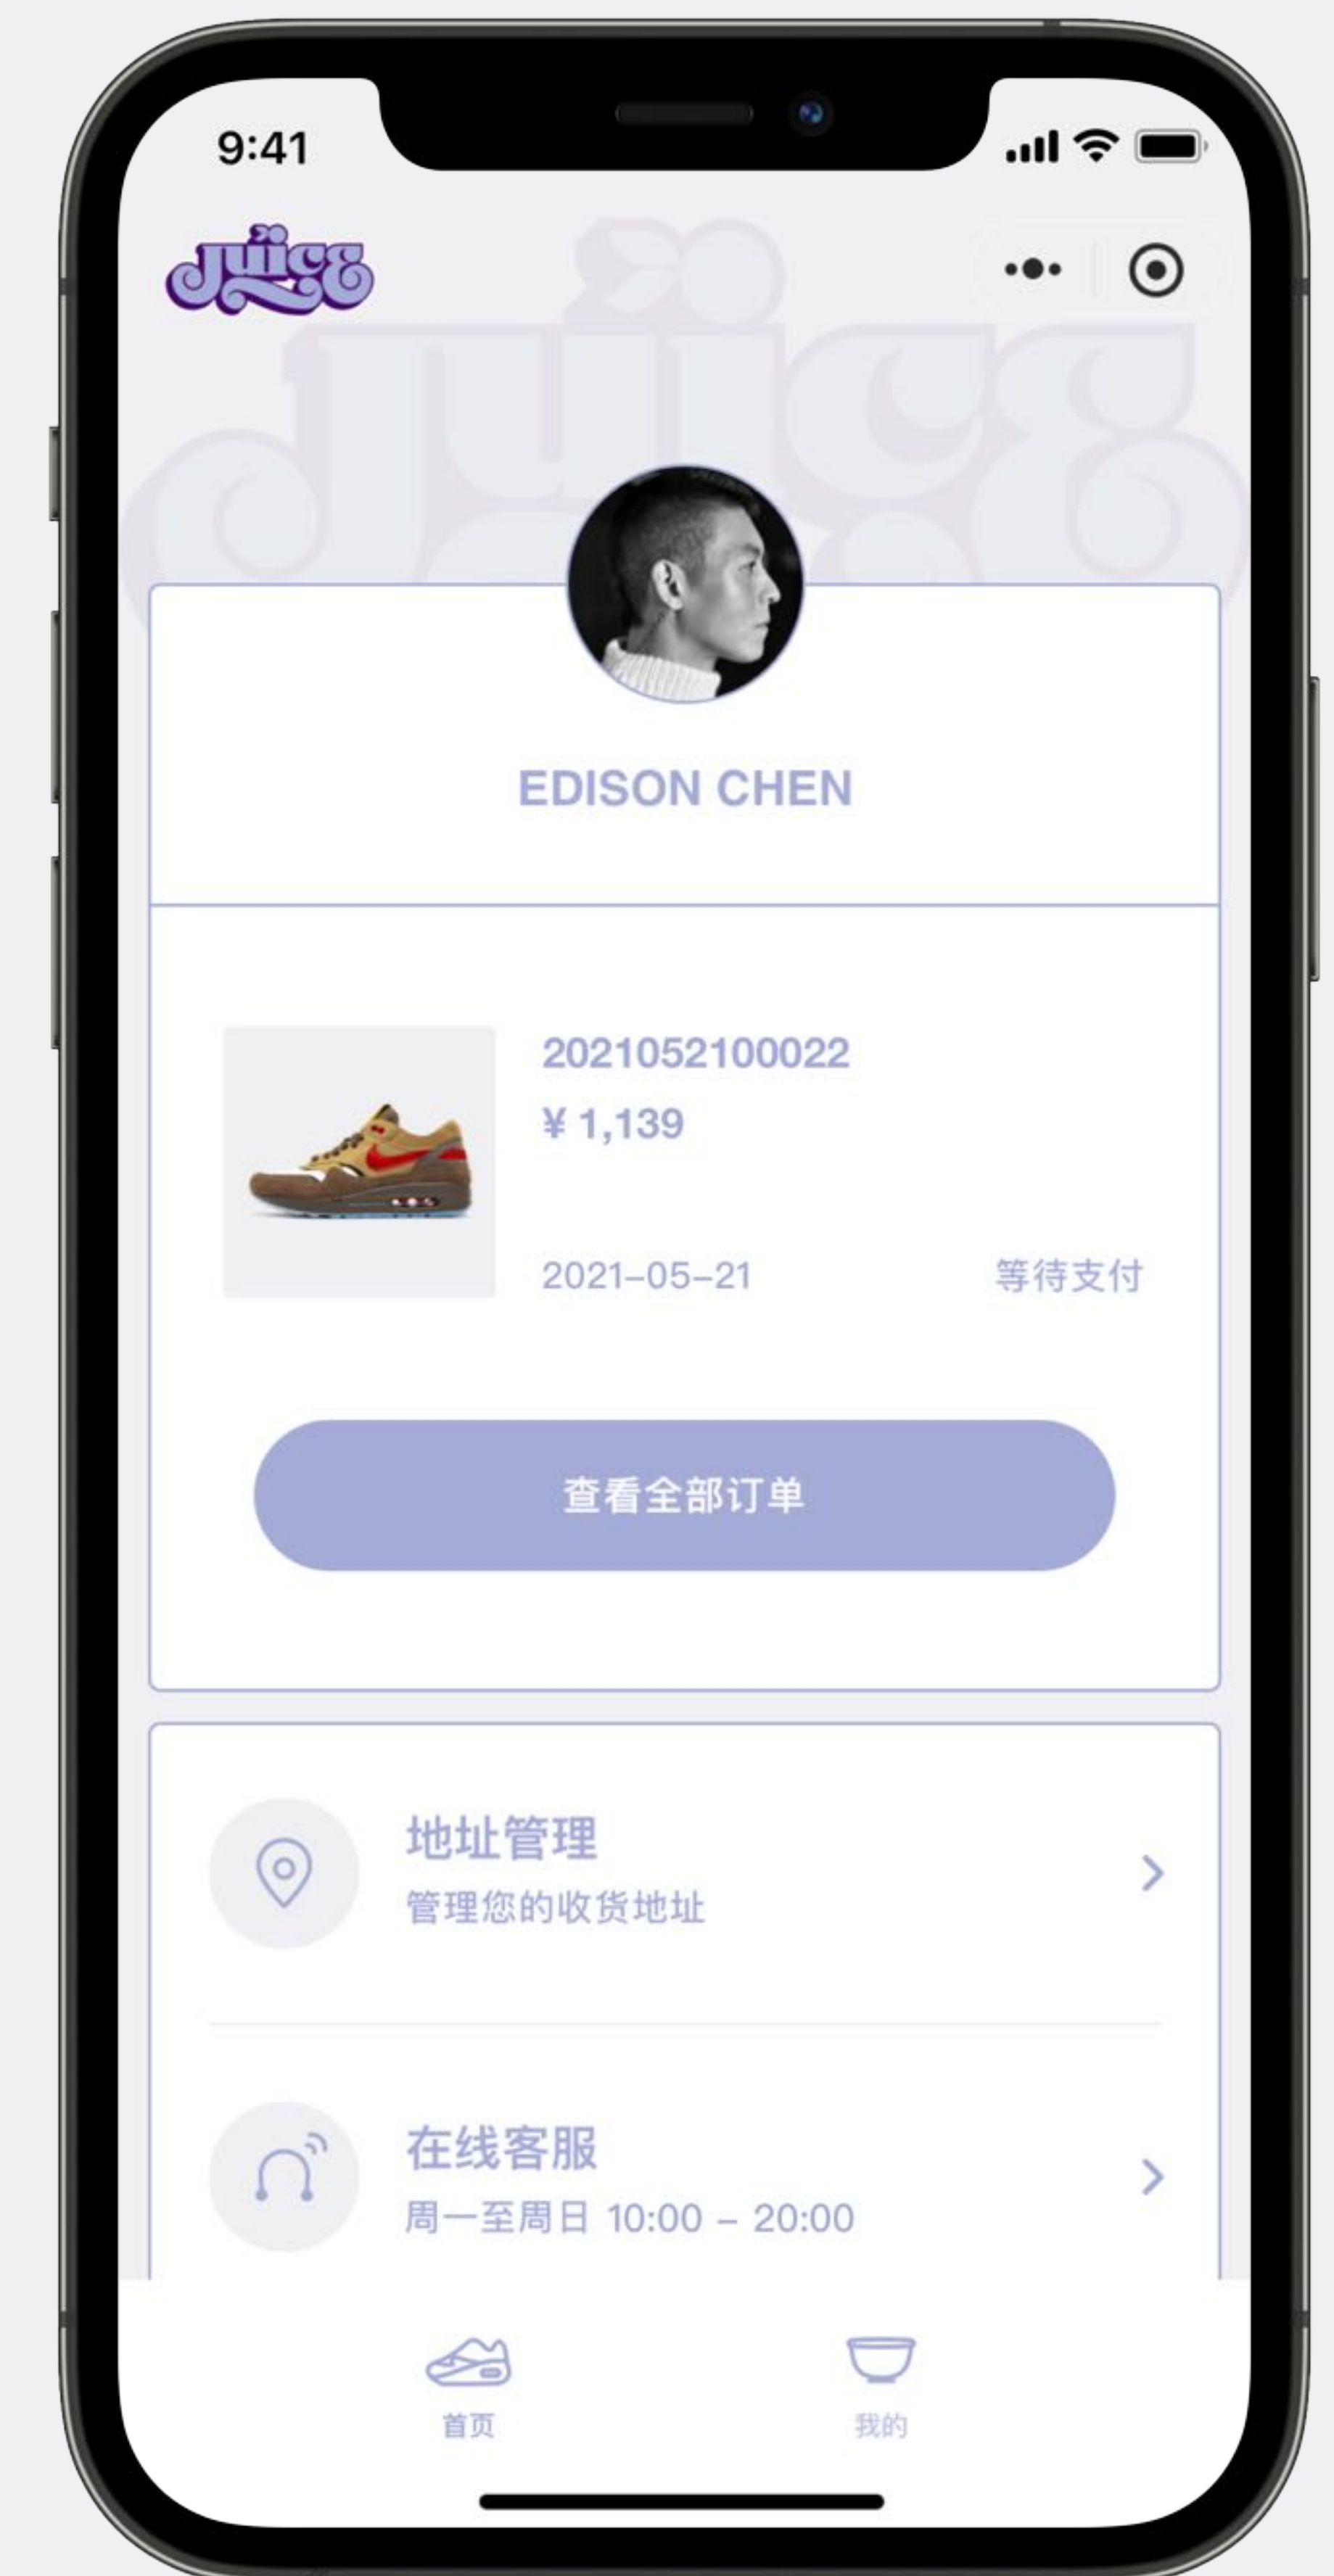 9:41
Juice
Juice
EDISON CHEN
2021052100022
¥ 1,139
2021-05-21 等待支付
查看全部订单
地址管理
管理您的收货地址
在线客服
周一至周日 10:00 – 20:00
首页 我的